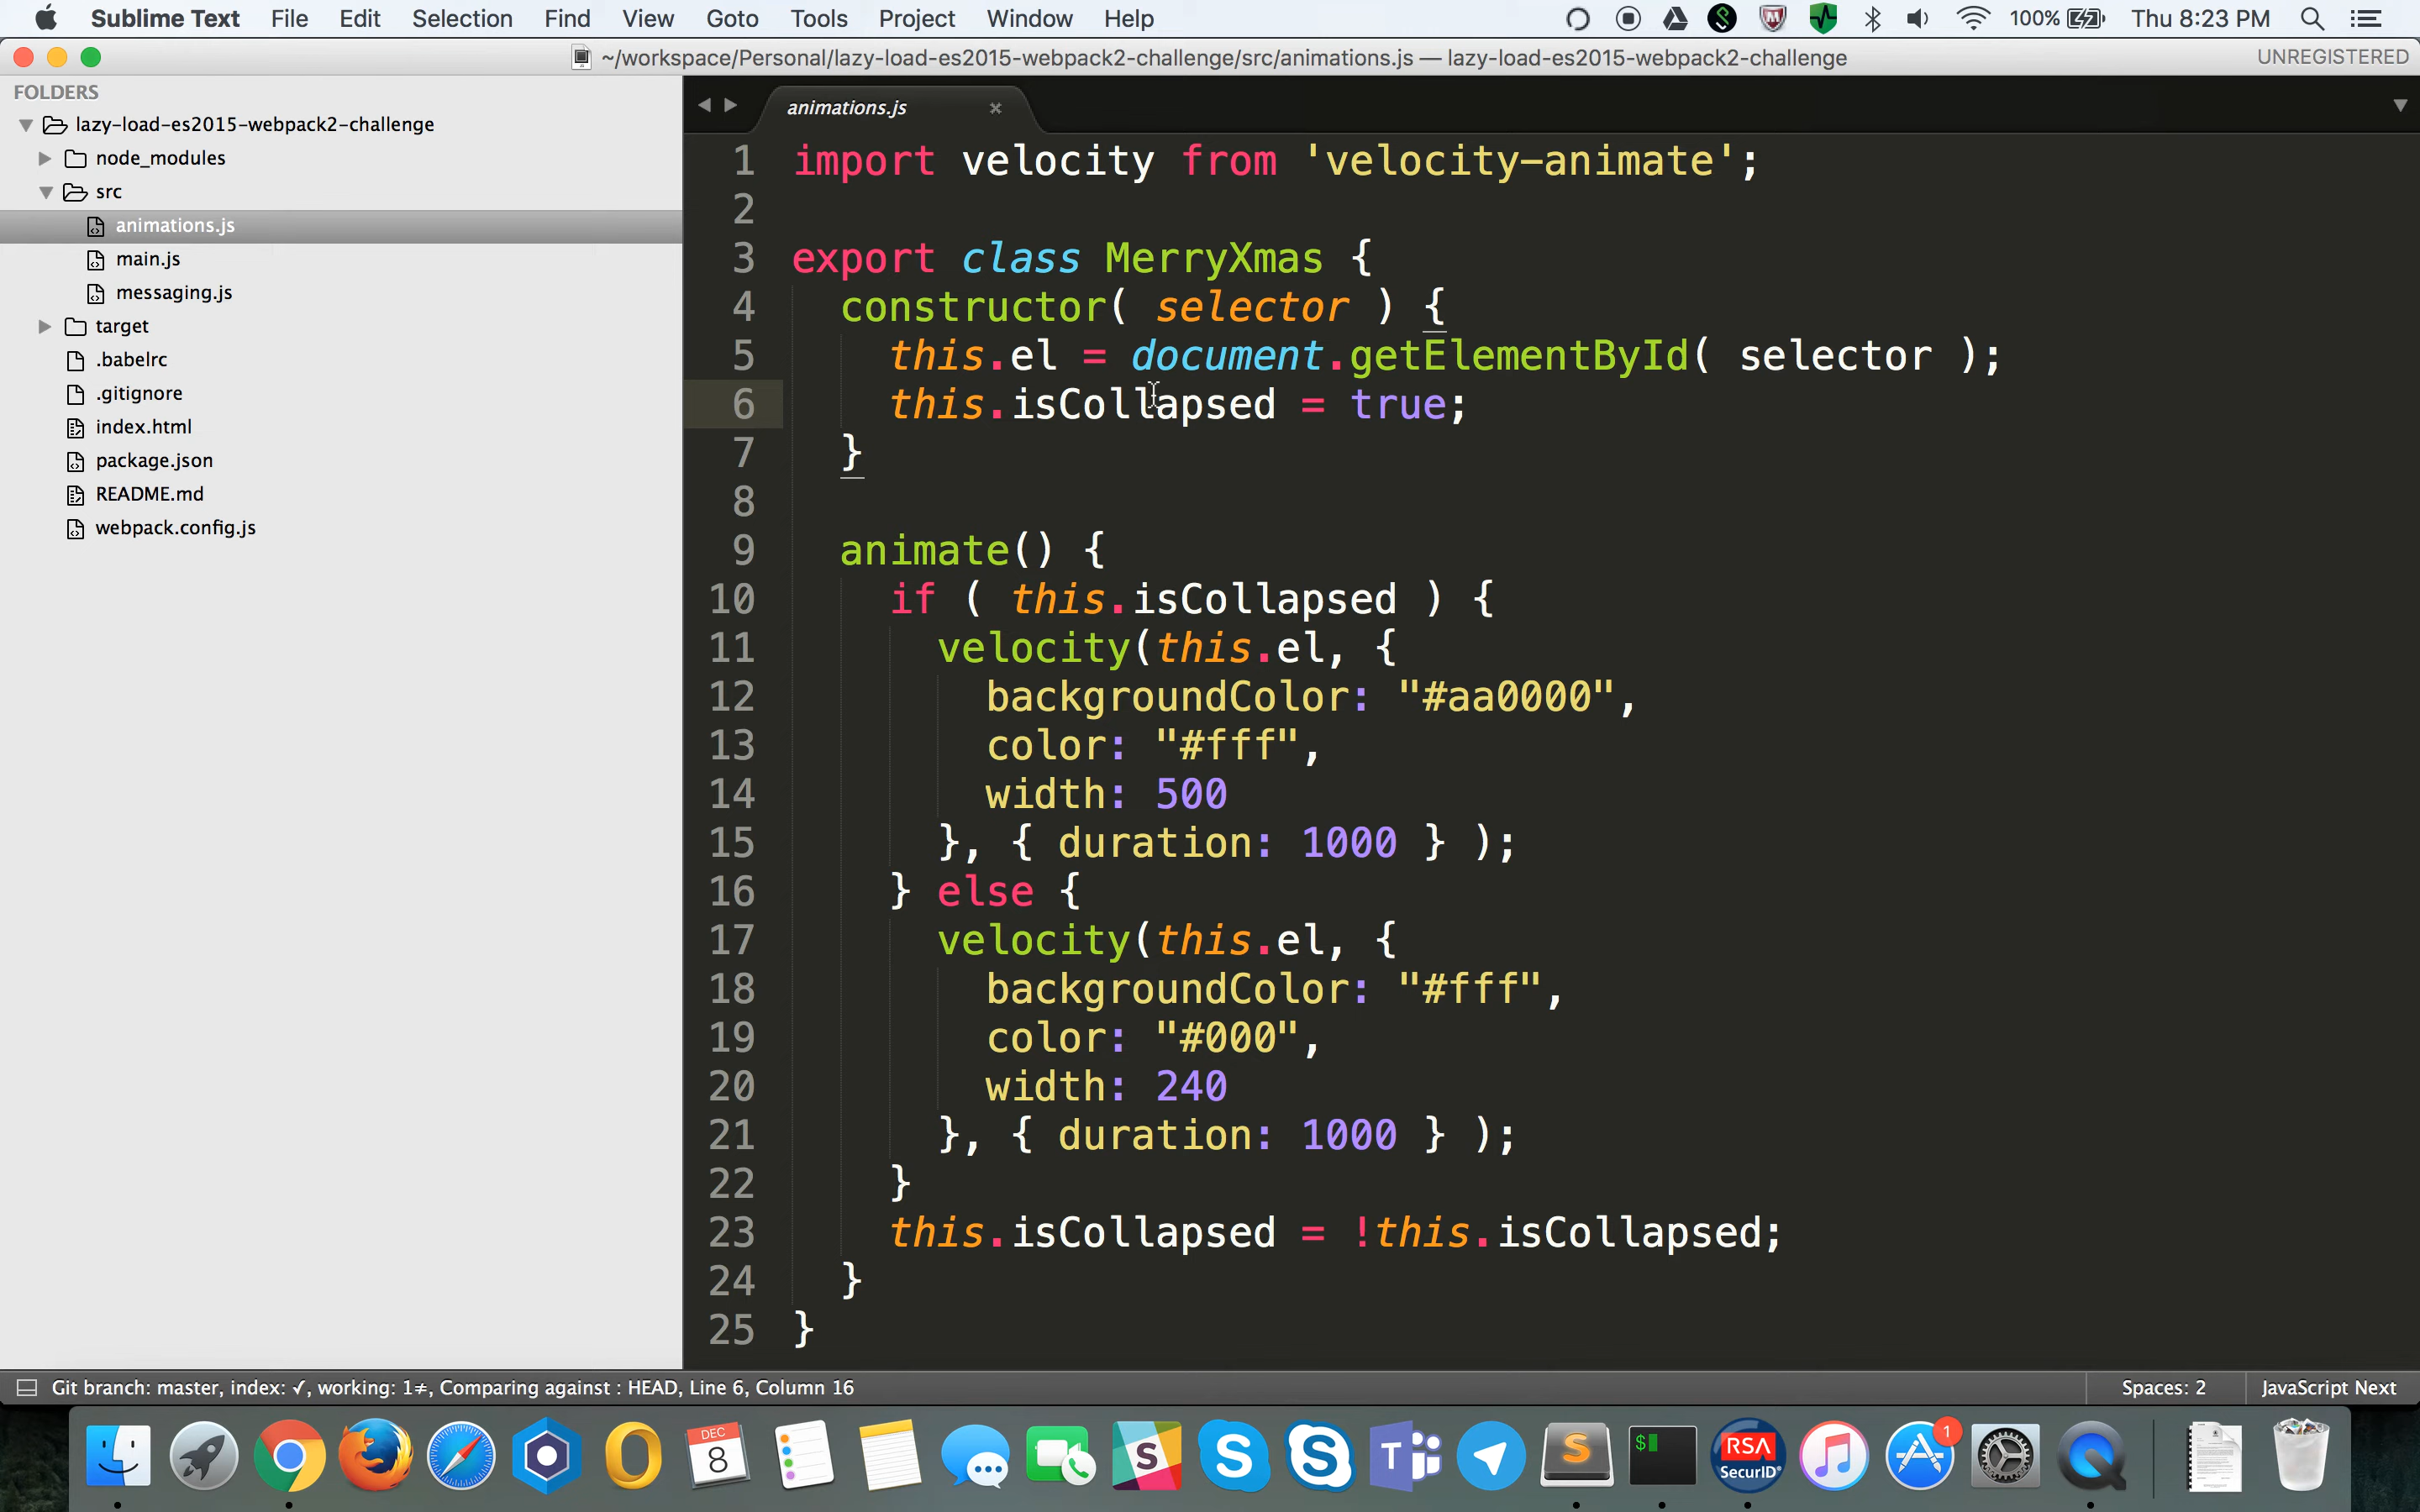 Sublime Text File Edit Selection Find View Goto Tools Project Window Help 100% Thu 8:23 PM
~/workspace/Personal/lazy-load-es2015-webpack2-challenge/src/animations.js — lazy-load-es2015-webpack2-challenge UNREGISTERED
FOLDERS
lazy-load-es2015-webpack2-challenge
node_modules
src
animations.js
main.js
messaging.js
target
.babelrc
.gitignore
index.html
package.json
README.md
webpack.config.js
animations.js ×
1 import velocity from 'velocity-animate';
2
3 export class MerryXmas {
4 constructor( selector ) {
5 this.el = document.getElementById( selector );
6 this.isCollapsed = true;
7 }
8
9 animate() {
10 if ( this.isCollapsed ) {
11 velocity(this.el, {
12 backgroundColor: "#aa0000",
13 color: "#fff",
14 width: 500
15 }, { duration: 1000 } );
16 } else {
17 velocity(this.el, {
18 backgroundColor: "#fff",
19 color: "#000",
20 width: 240
21 }, { duration: 1000 } );
22 }
23 this.isCollapsed = !this.isCollapsed;
24 }
25 }
Git branch: master, index: ✓, working: 1≠, Comparing against : HEAD, Line 6, Column 16 Spaces: 2 JavaScript Next
DEC
8
S
S
S
T
S
$
RSA
SecurID®
1